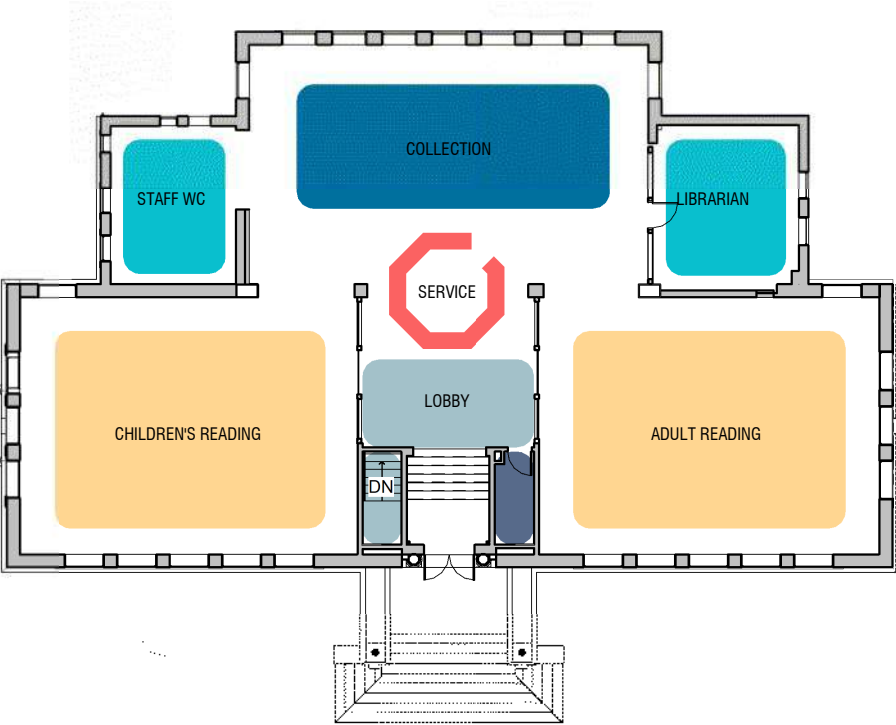 COLLECTION
STAFF WC
LIBRARIAN
SERVICE
LOBBY
CHILDREN'S READING
ADULT READING
DN